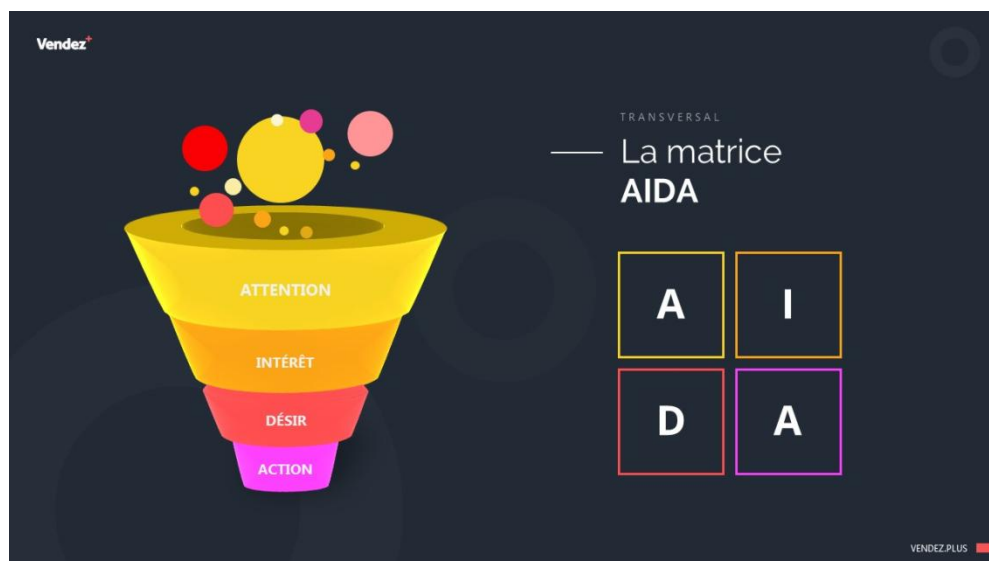 Vendez+
TRANSVERSAL
La matrice
AIDA
ATTENTION
INTÉRÊT
DÉSIR
ACTION
A
I
D
A
VENDEZ.PLUS